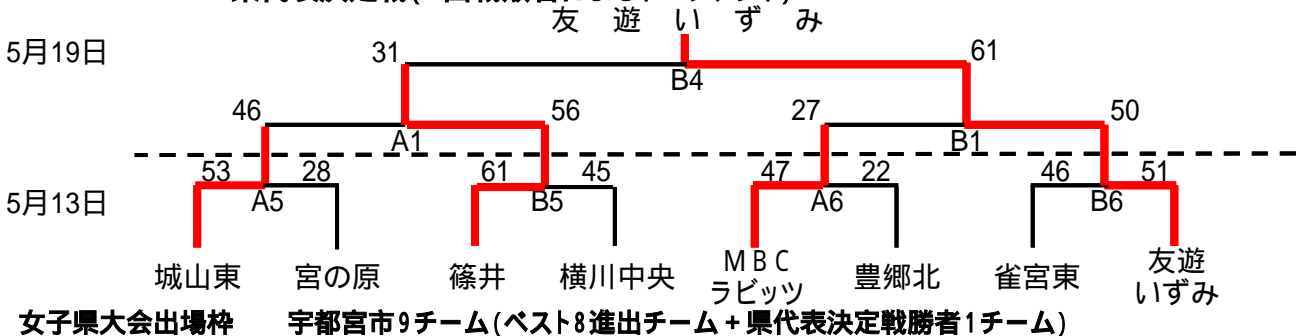 友遊いずみ
5月19日
31
61
B4
46
56
27
50
A1
B1
53
28
61
45
47
22
46
51
5月13日
A5
B5
A6
B6
城山東
宮の原
篠井
横川中央
MBC
ラビッツ
豊郷北
雀宮東
友遊
いずみ
女子県大会出場枠 宇都宮市9チーム(ベスト8進出チーム+県代表決定戦勝者1チーム)